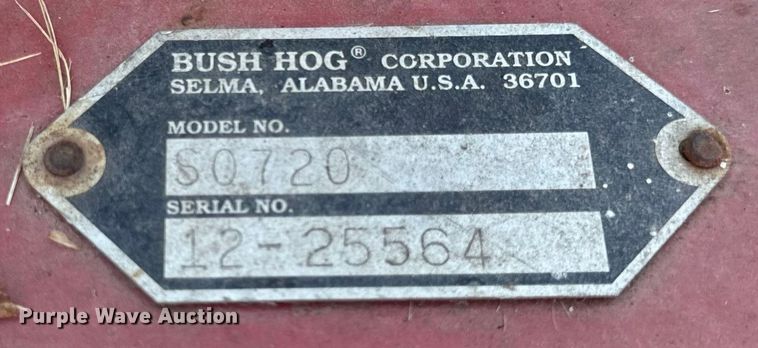 BUSH HOG® CORPORATION
SELMA, ALABAMA U.S.A. 36701
MODEL NO.
SQ720
SERIAL NO.
12-25564
Purple Wave Auction